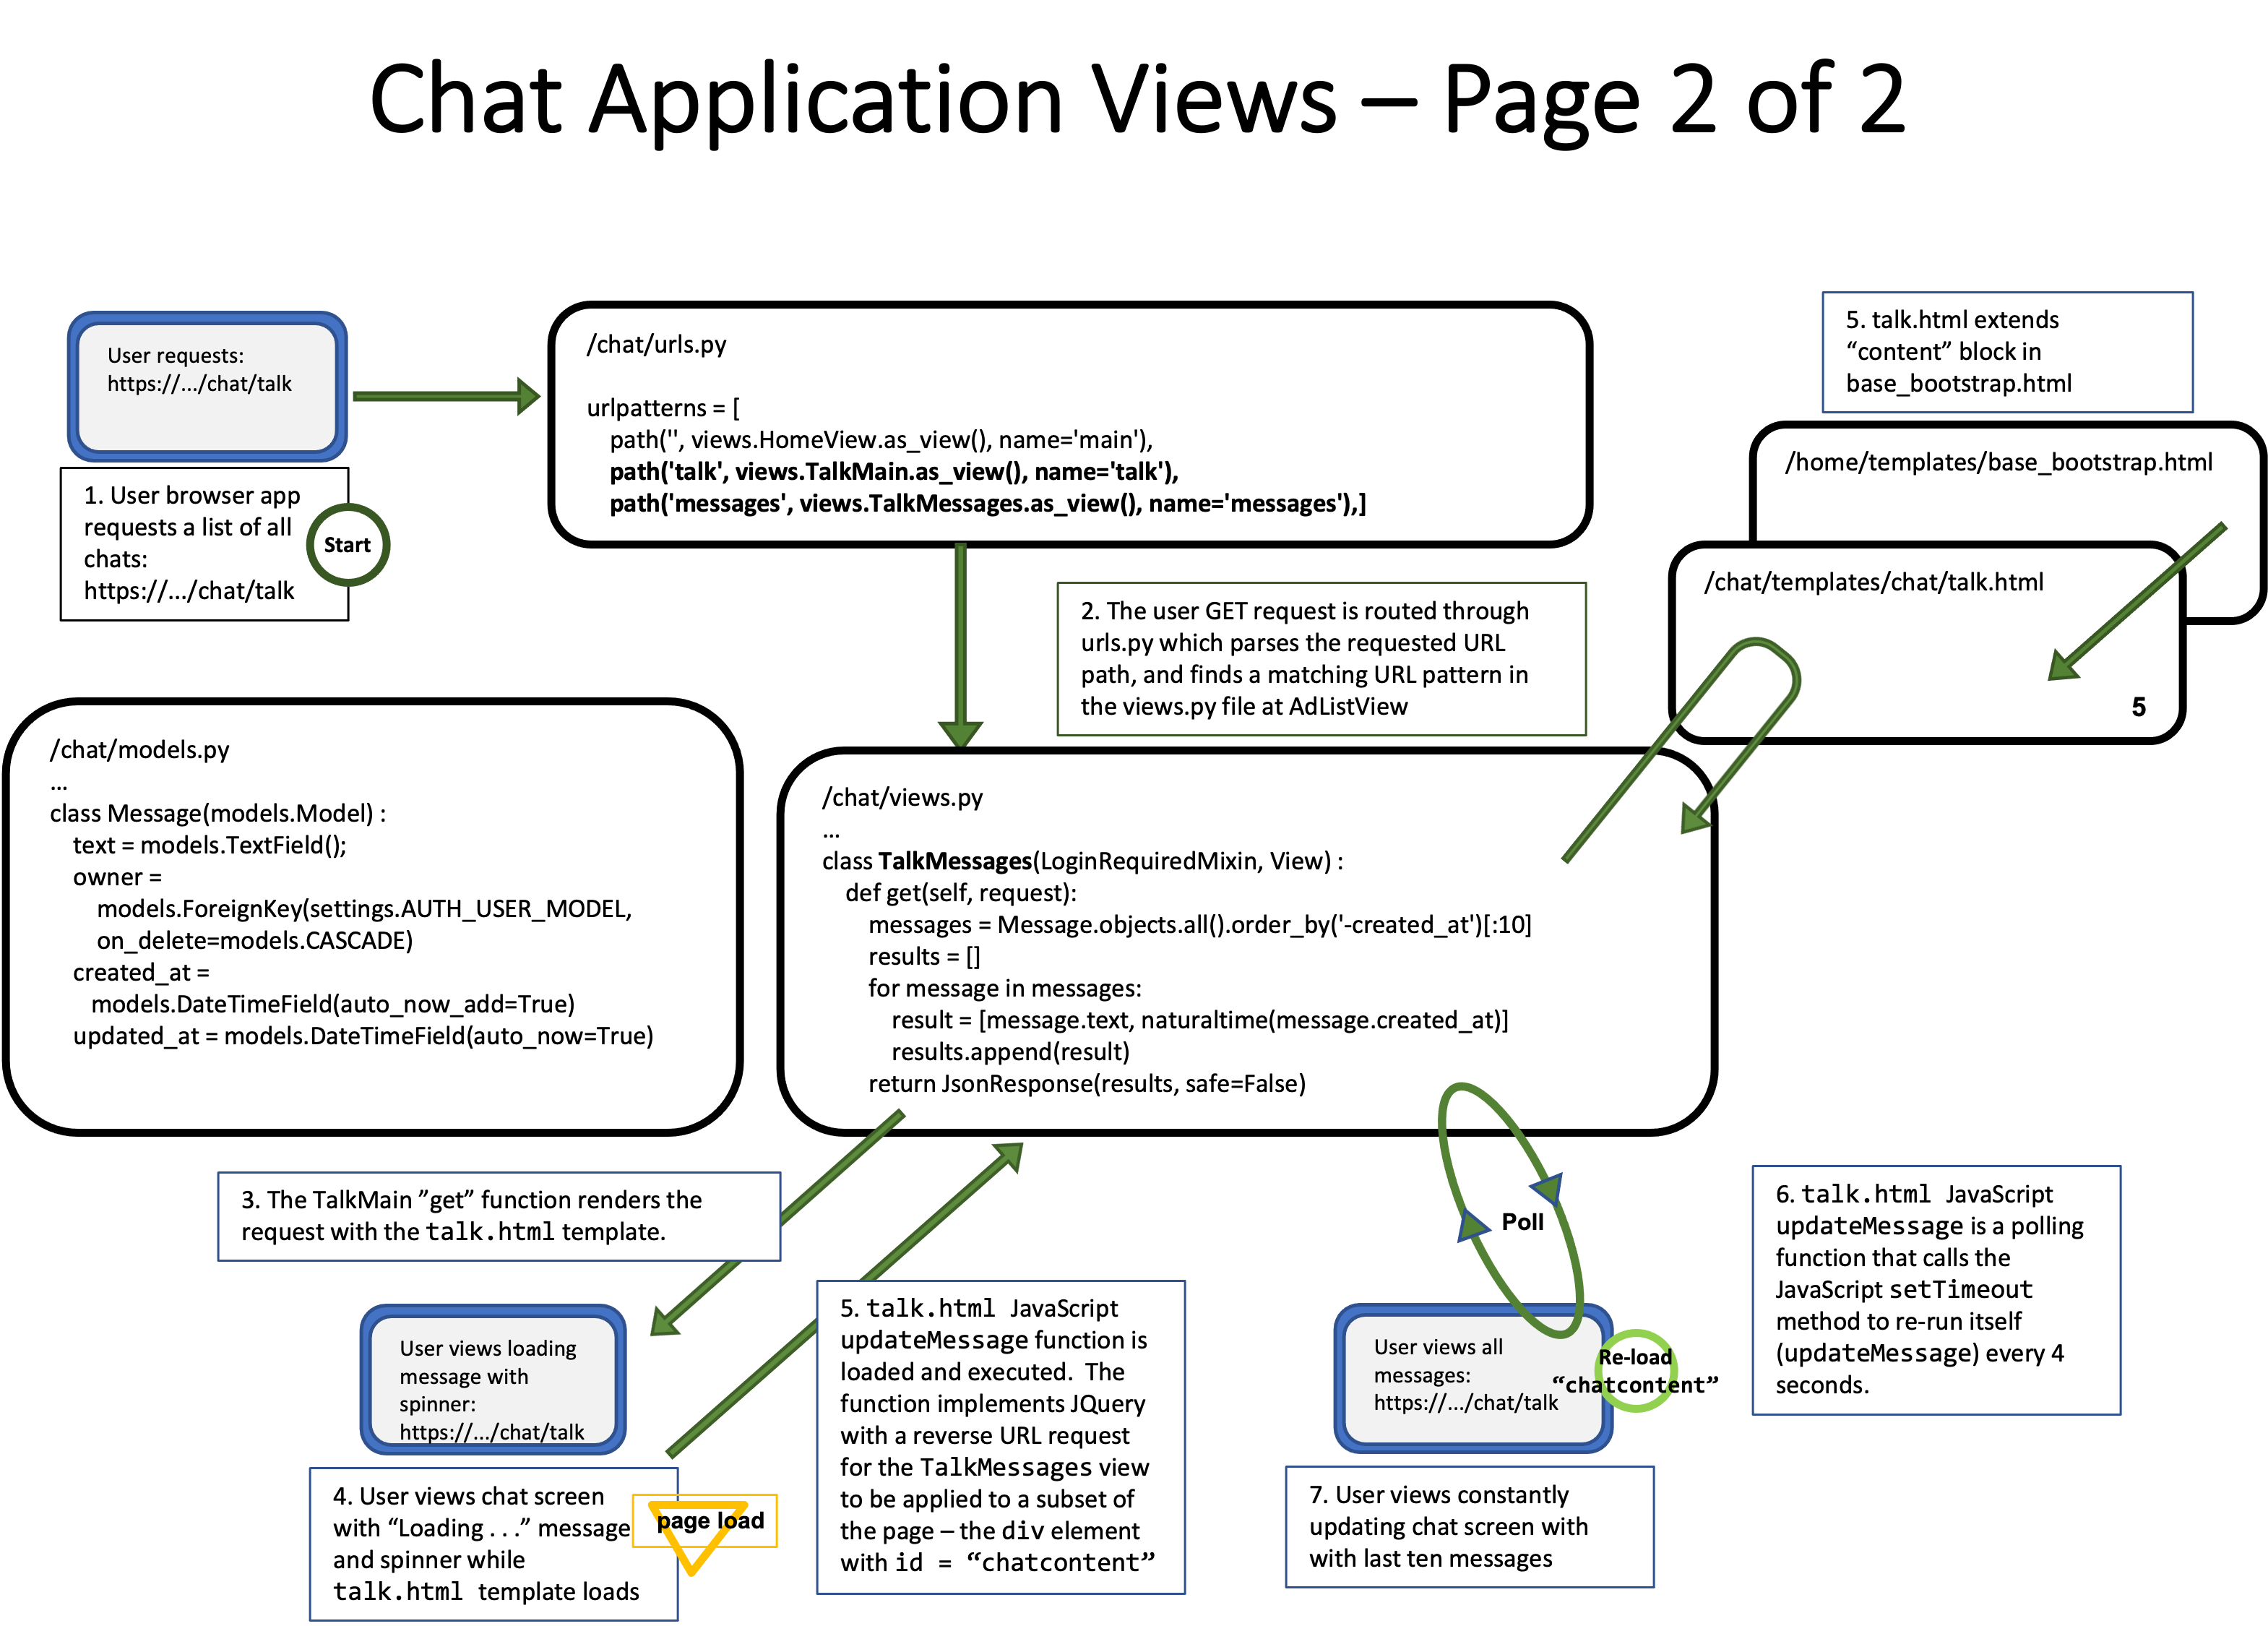 Chat Application Views – Page 2 of 2
User requests:
https://.../chat/talk
1. User browser app
requests a list of all
chats:
https://.../chat/talk
Start
/chat/urls.py
urlpatterns = [
path('', views.HomeView.as_view(), name='main'),
path('talk', views.TalkMain.as_view(), name='talk'),
path('messages', views.TalkMessages.as_view(), name='messages'),]
5. talk.html extends
“content” block in
base_bootstrap.html
/home/templates/base_bootstrap.html
/chat/templates/chat/talk.html
5
2. The user GET request is routed through
urls.py which parses the requested URL
path, and finds a matching URL pattern in
the views.py file at AdListView
/chat/models.py
...
class Message(models.Model) :
text = models.TextField();
owner =
models.ForeignKey(settings.AUTH_USER_MODEL,
on_delete=models.CASCADE)
created_at =
models.DateTimeField(auto_now_add=True)
updated_at = models.DateTimeField(auto_now=True)
/chat/views.py
...
class TalkMessages(LoginRequiredMixin, View) :
def get(self, request):
messages = Message.objects.all().order_by('-created_at')[:10]
results = []
for message in messages:
result = [message.text, naturaltime(message.created_at)]
results.append(result)
return JsonResponse(results, safe=False)
3. The TalkMain ”get” function renders the
request with the talk.html template.
User views loading
message with
spinner:
https://.../chat/talk
4. User views chat screen
with “Loading . . .” message
and spinner while
talk.html template loads
page load
5. talk.html JavaScript
updateMessage function is
loaded and executed. The
function implements JQuery
with a reverse URL request
for the TalkMessages view
to be applied to a subset of
the page – the div element
with id = “chatcontent”
Poll
User views all
messages:
https://.../chat/talk
Re-load
“chatcontent”
7. User views constantly
updating chat screen with
with last ten messages
6. talk.html JavaScript
updateMessage is a polling
function that calls the
JavaScript setTimeout
method to re-run itself
(updateMessage) every 4
seconds.